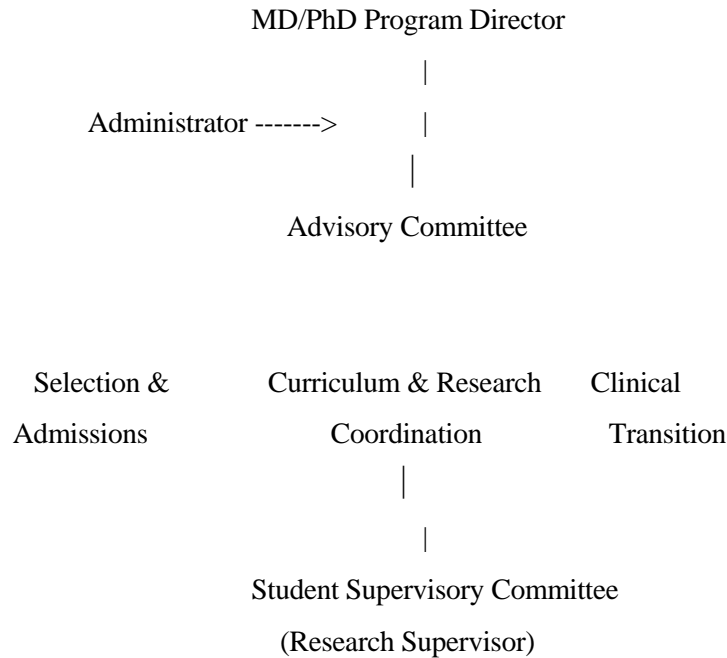 MD/PhD Program Director
|
Administrator -------> |
|
Advisory Committee
Selection & Curriculum & Research Clinical
Admissions Coordination Transition
|
|
Student Supervisory Committee
(Research Supervisor)